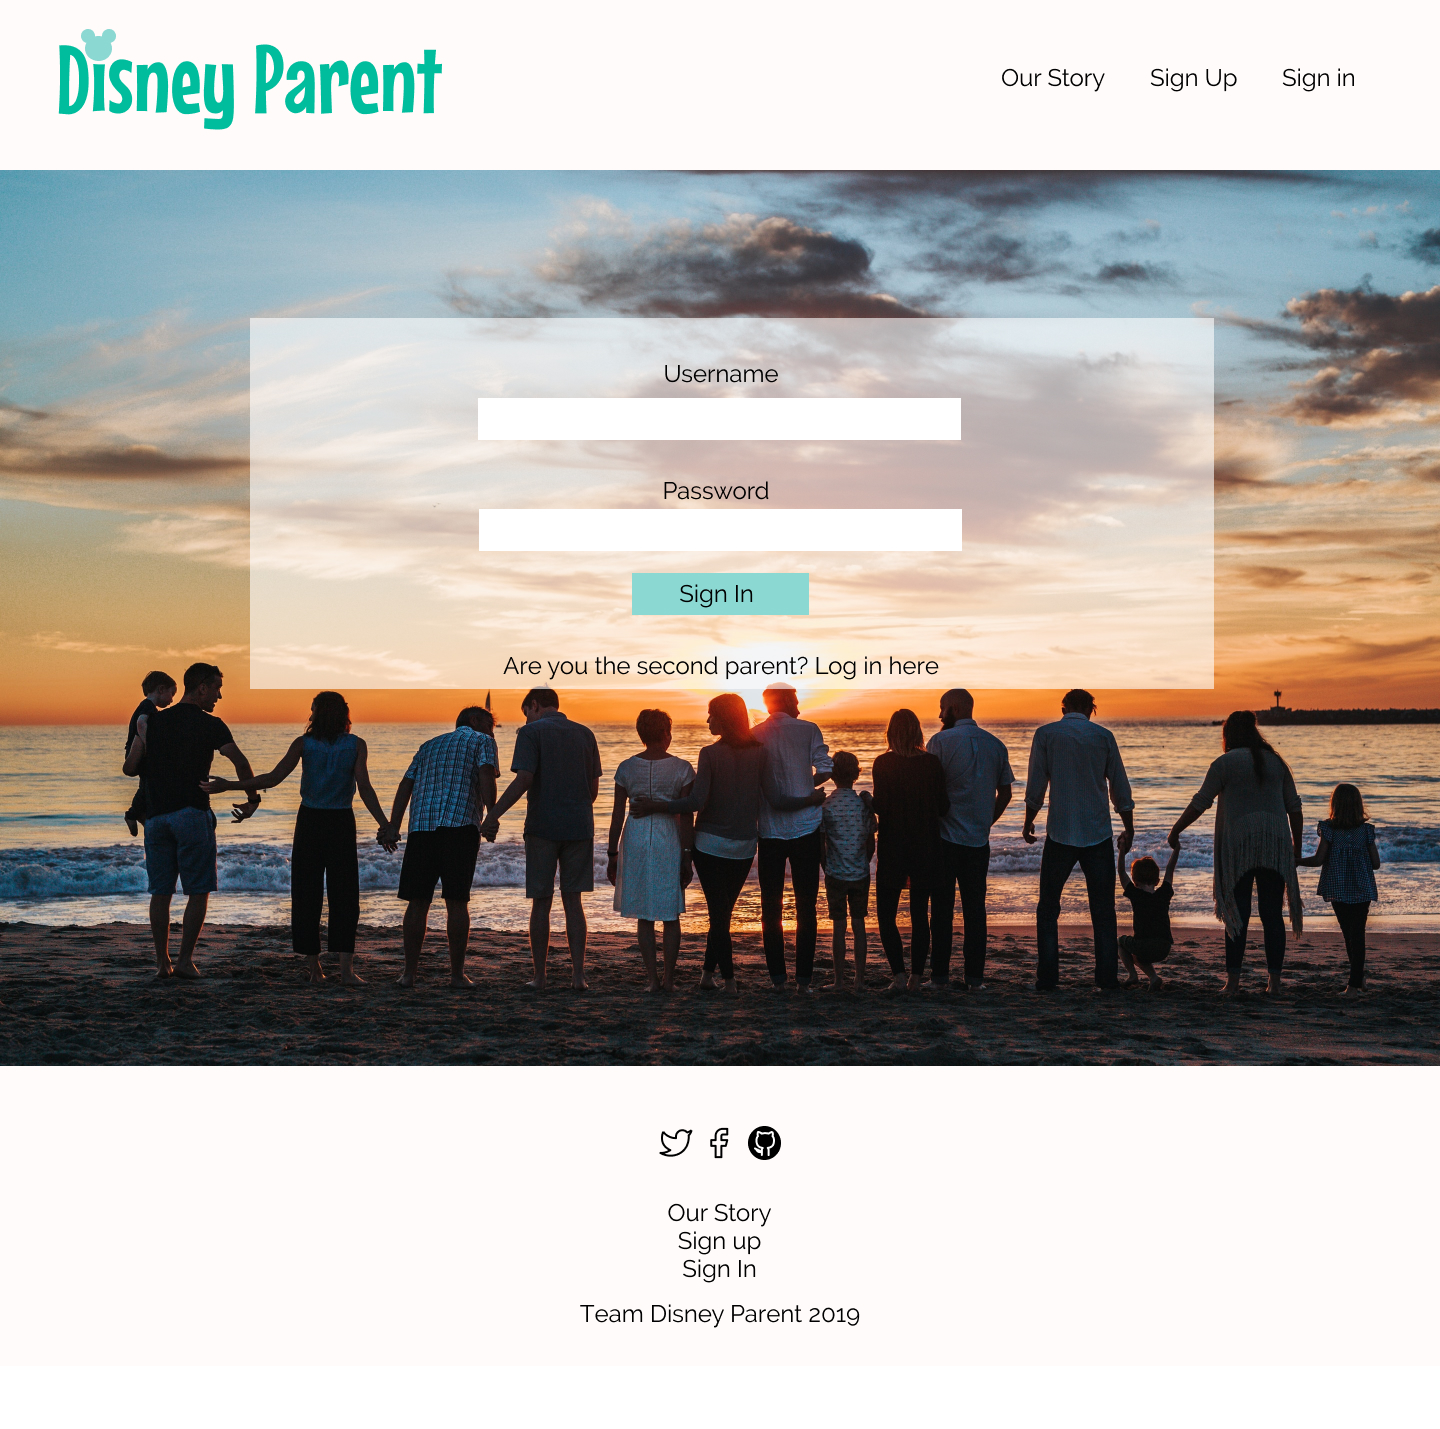 Disney Parent
Our Story
Sign Up
Sign in
Username
Password
Sign In
Are you the second parent? Log in here
Our Story
Sign up
Sign In
Team Disney Parent 2019